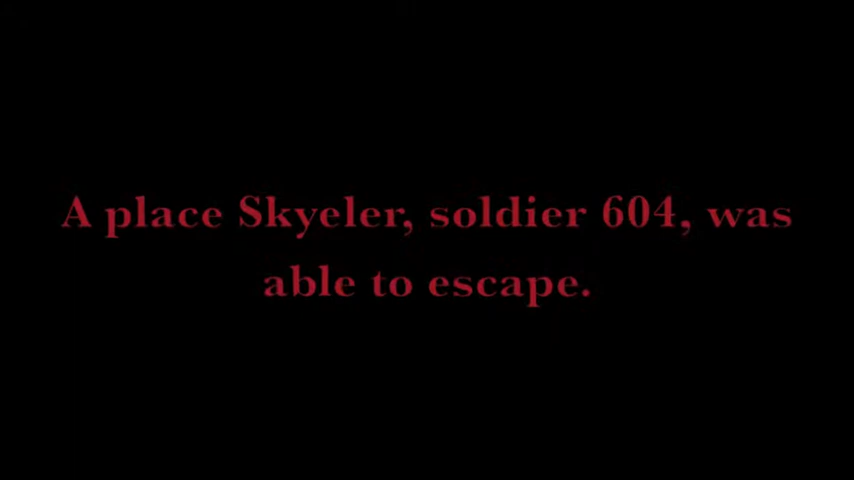 A place Skyeler, soldier 604, was
able to escape.